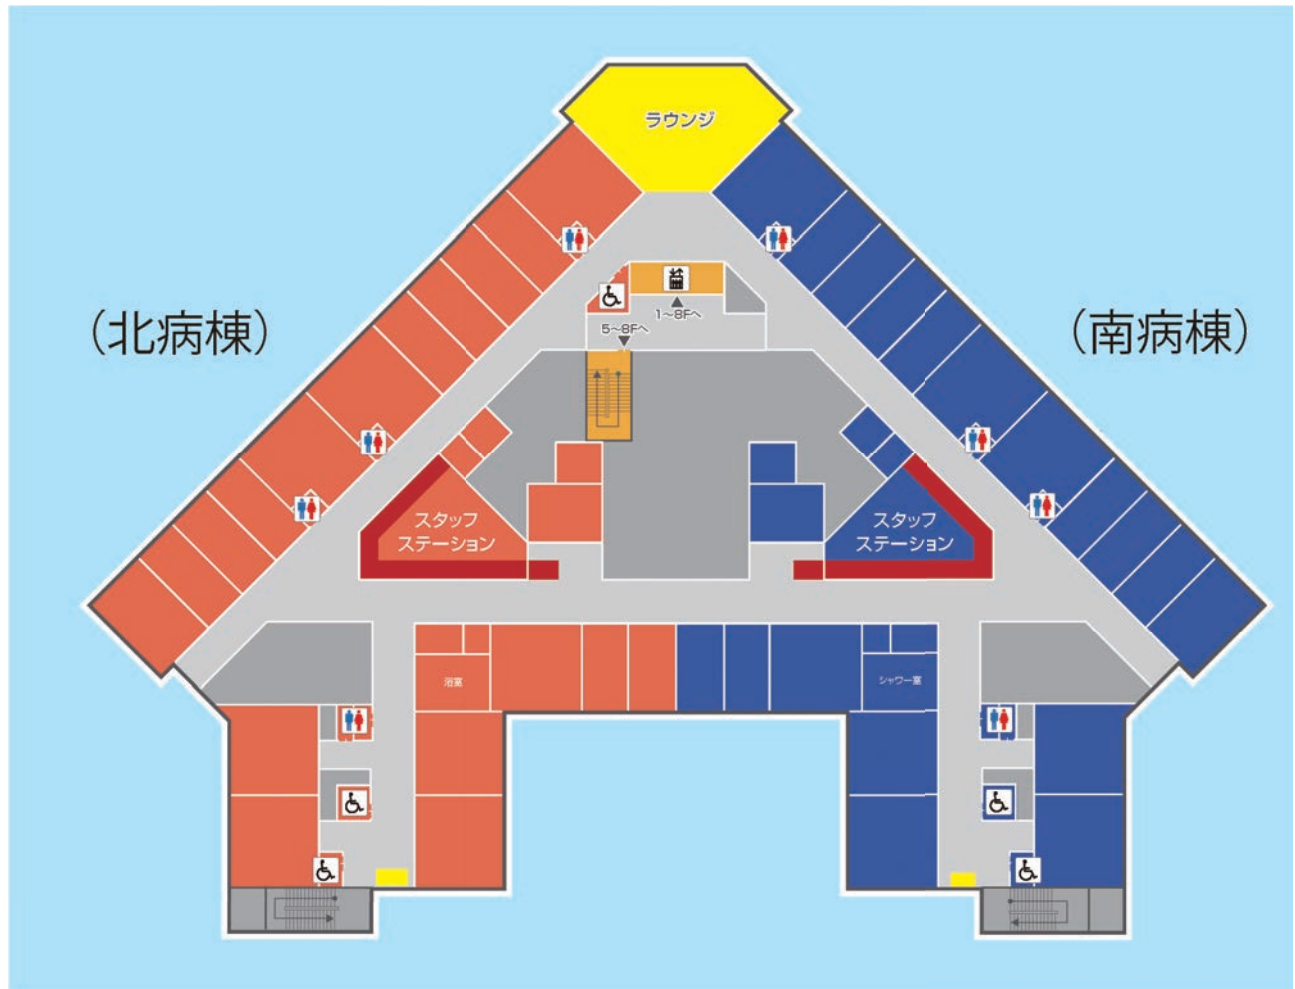 ラウンジ
(北病棟)
(南病棟)
1~8Fへ
5~8Fへ
スタッフ
ステーション
スタッフ
ステーション
浴室
シャワー室